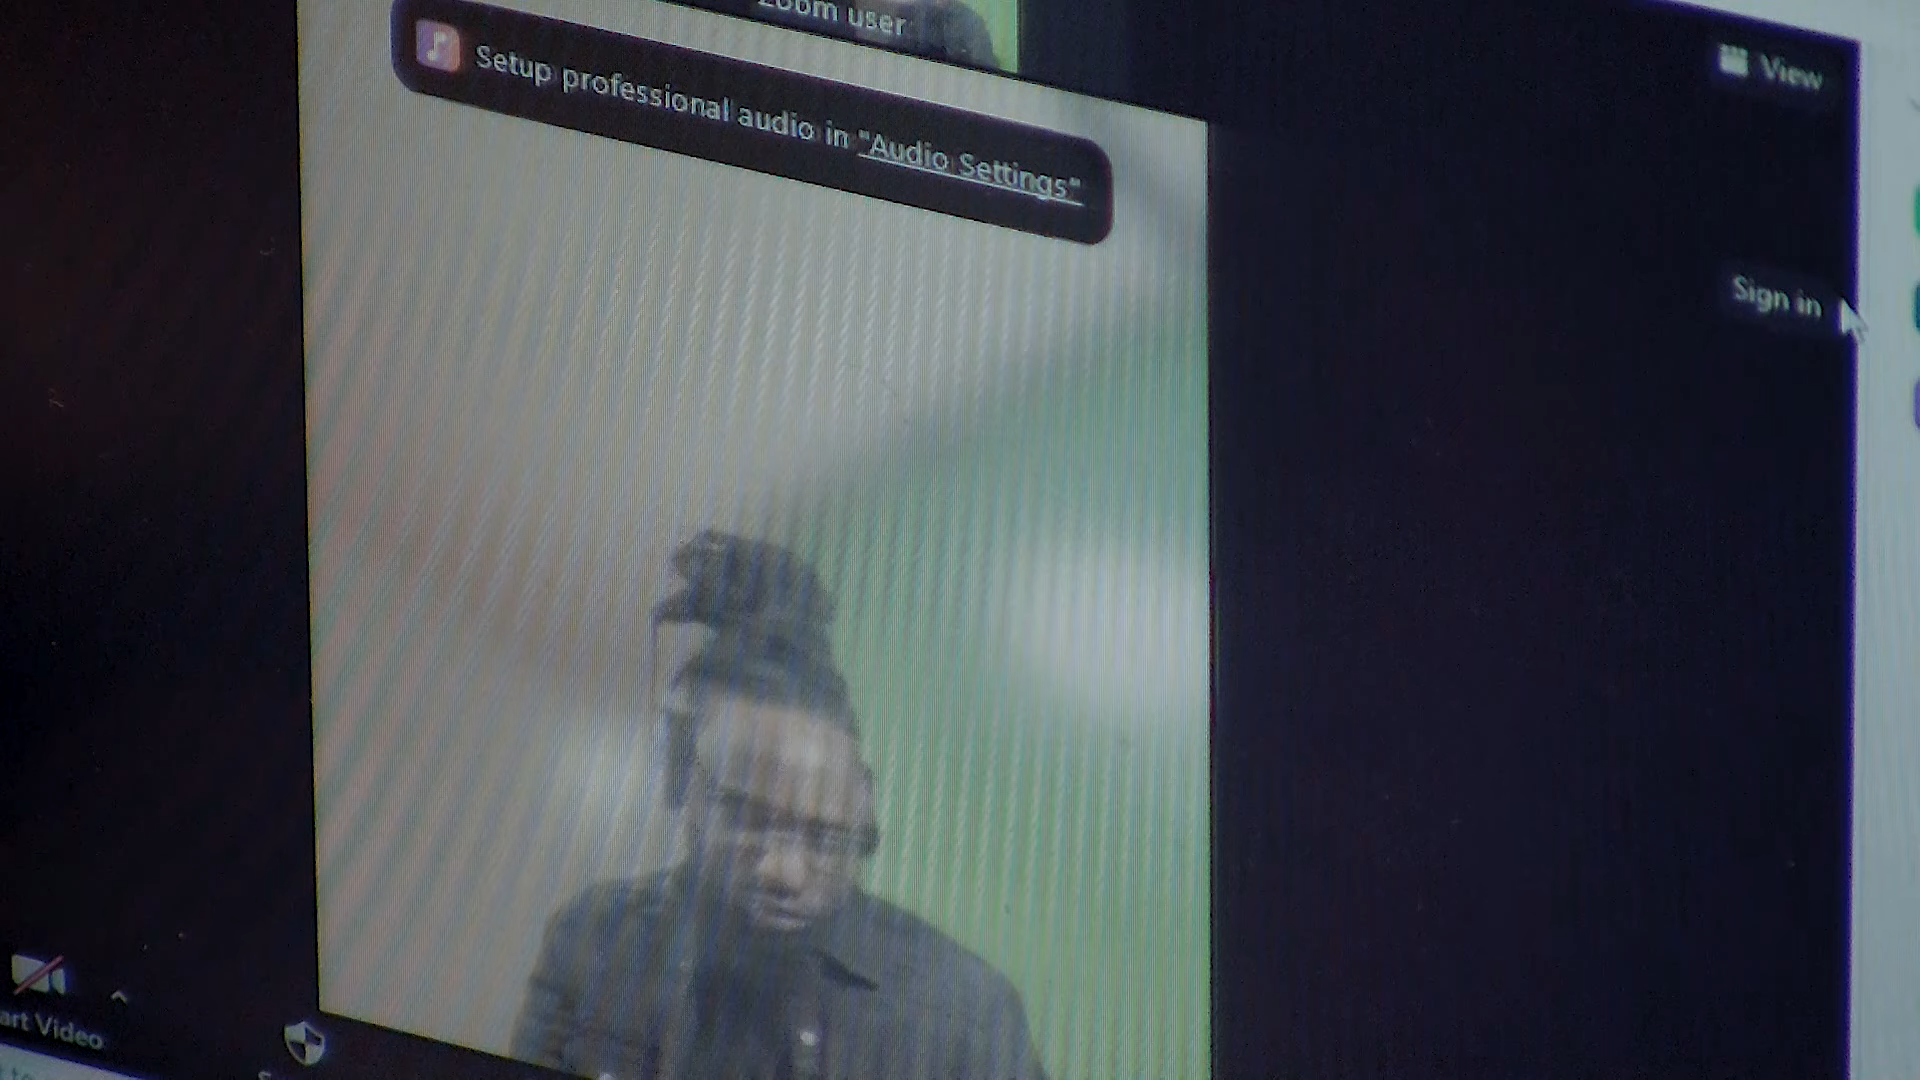 zoom user
Setup professional audio in "Audio Settings"
View
Sign in
art Video